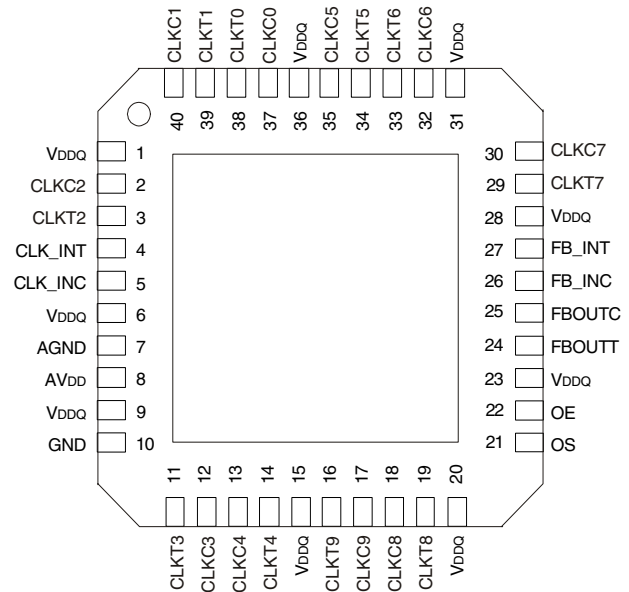 CLKC1 CLKT1 CLKT0 CLKC0 VDDQ CLKC5 CLKT5 CLKT6 CLKC6 VDDQ
40 39 38 37 36 35 34 33 32 31
VDDQ 1
CLKC2 2
CLKT2 3
CLK_INT 4
CLK_INC 5
VDDQ 6
AGND 7
AVDD 8
VDDQ 9
GND 10
30 CLKC7
29 CLKT7
28 VDDQ
27 FB_INT
26 FB_INC
25 FBOUTC
24 FBOUTT
23 VDDQ
22 OE
21 OS
11 12 13 14 15 16 17 18 19 20
CLKT3 CLKC3 CLKC4 CLKT4 VDDQ CLKT9 CLKC9 CLKC8 CLKT8 VDDQ